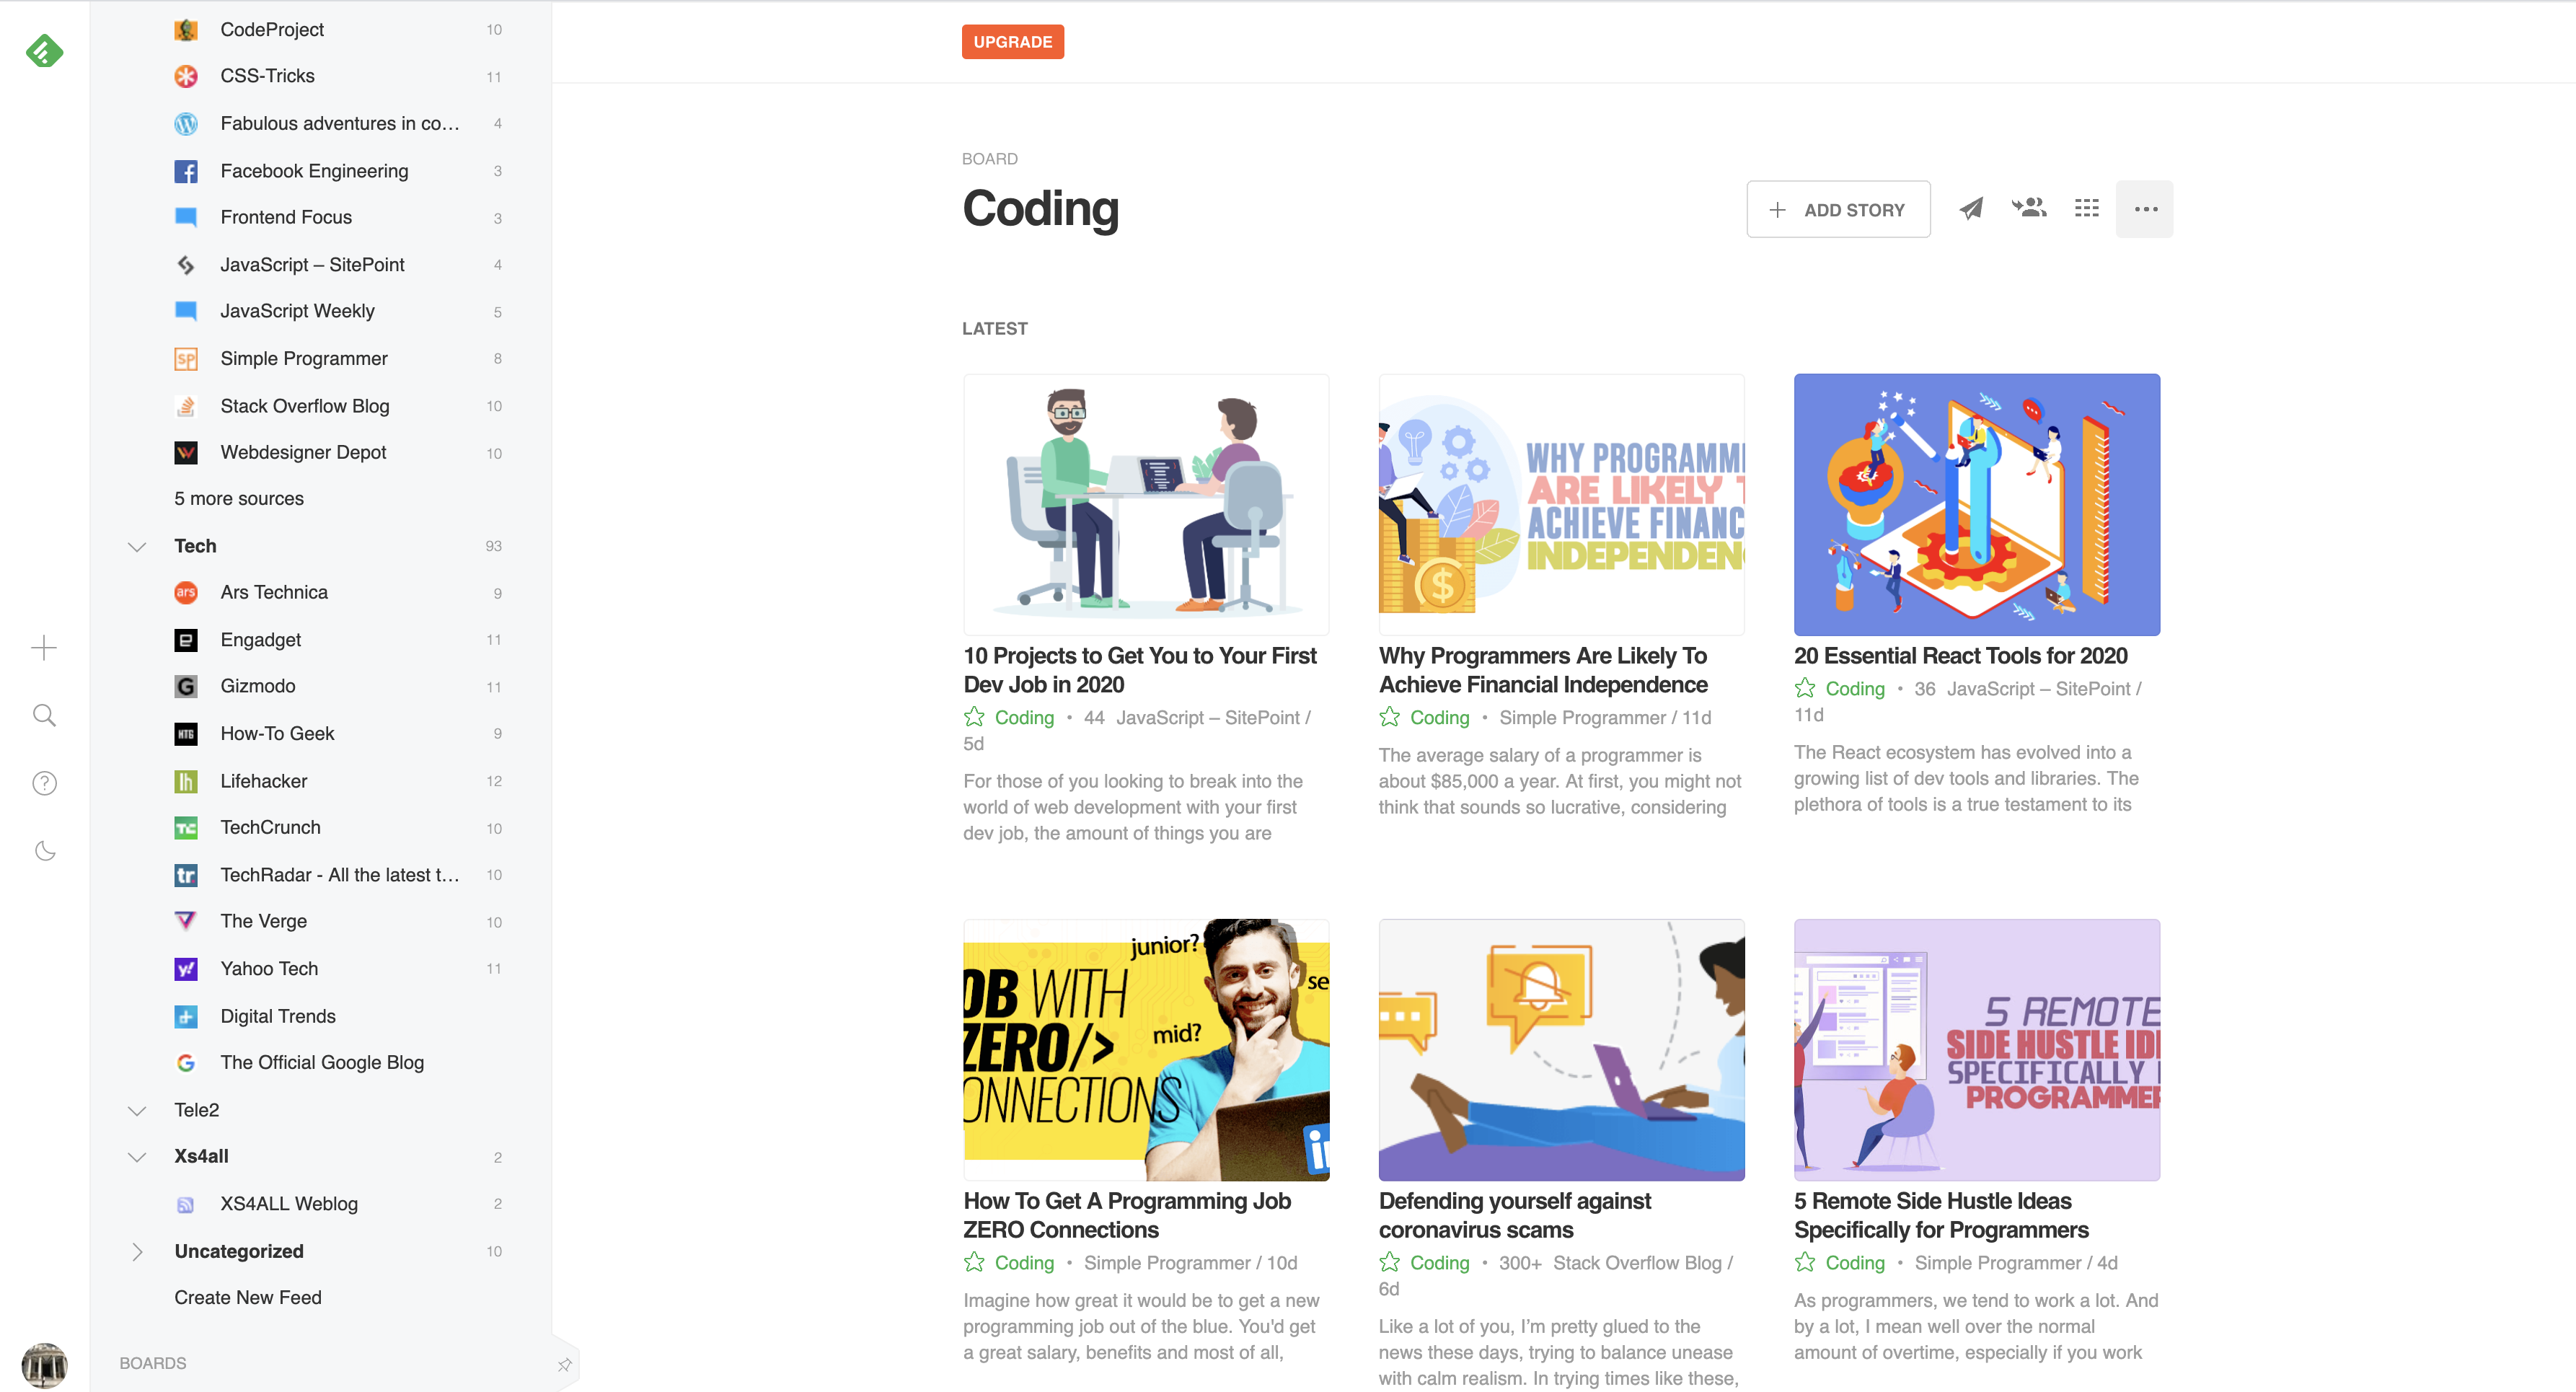 CodeProject 10
CSS-Tricks 11
Fabulous adventures in co... 4
Facebook Engineering 3
Frontend Focus 3
JavaScript – SitePoint 4
JavaScript Weekly 5
SP Simple Programmer 8
Stack Overflow Blog 10
Webdesigner Depot 10
5 more sources
Tech 93
ars Ars Technica 9
Engadget 11
G Gizmodo 11
HTG How-To Geek 9
lh Lifehacker 12
TC TechCrunch 10
tr. TechRadar - All the latest t... 10
The Verge 10
y! Yahoo Tech 11
Digital Trends
G The Official Google Blog
Tele2
Xs4all 2
XS4ALL Weblog 2
Uncategorized 10
Create New Feed
BOARDS
UPGRADE
BOARD
Coding
+ ADD STORY
LATEST
10 Projects to Get You to Your First
Dev Job in 2020
Coding • 44 JavaScript – SitePoint /
5d
For those of you looking to break into the
world of web development with your first
dev job, the amount of things you are
WHY PROGRAMM
ARE LIKELY T
ACHIEVE FINANC
INDEPENDEN
$
Why Programmers Are Likely To
Achieve Financial Independence
Coding • Simple Programmer / 11d
The average salary of a programmer is
about $85,000 a year. At first, you might not
think that sounds so lucrative, considering
20 Essential React Tools for 2020
Coding • 36 JavaScript – SitePoint /
11d
The React ecosystem has evolved into a
growing list of dev tools and libraries. The
plethora of tools is a true testament to its
junior?
OB WITH
se
ZERO/>
mid?
ONNECTIONS
in
How To Get A Programming Job
ZERO Connections
Coding • Simple Programmer / 10d
Imagine how great it would be to get a new
programming job out of the blue. You'd get
a great salary, benefits and most of all,
Defending yourself against
coronavirus scams
Coding • 300+ Stack Overflow Blog /
6d
Like a lot of you, I'm pretty glued to the
news these days, trying to balance unease
with calm realism. In trying times like these,
5 REMOTE
SIDE HUSTLE ID
SPECIFICALLY
PROGRAMME
5 Remote Side Hustle Ideas
Specifically for Programmers
Coding • Simple Programmer / 4d
As programmers, we tend to work a lot. And
by a lot, I mean well over the normal
amount of overtime, especially if you work